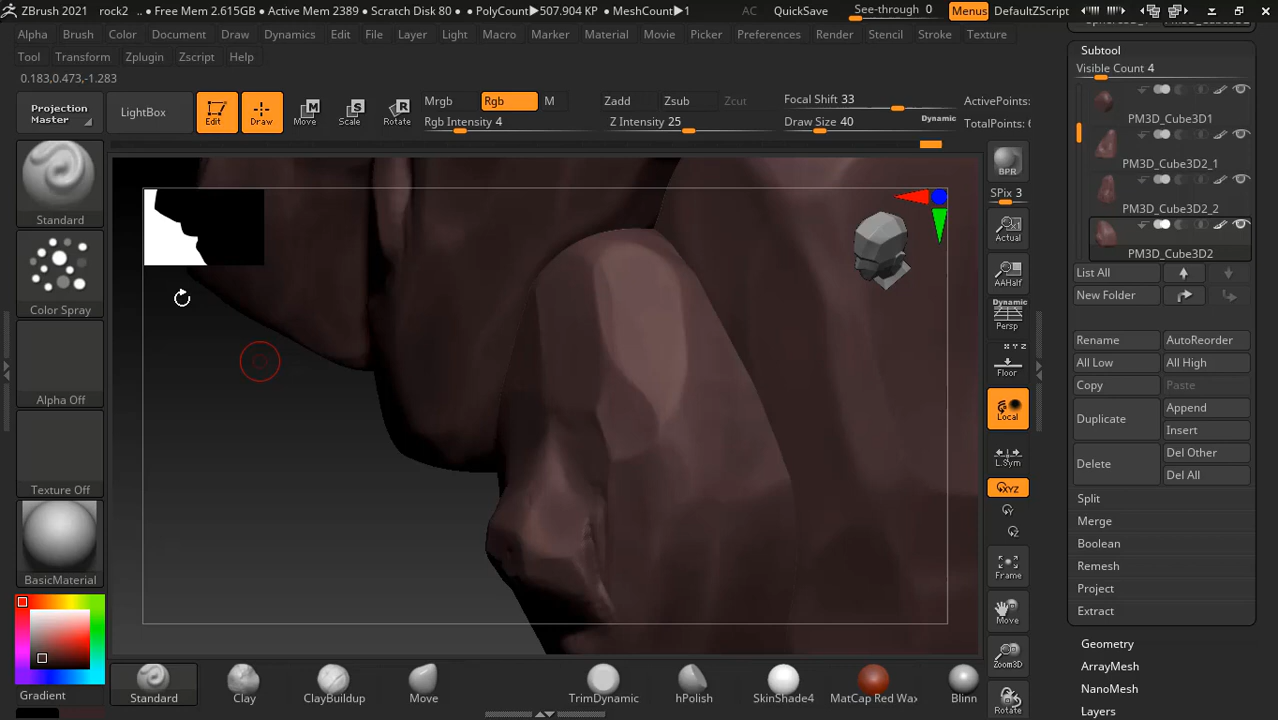 ZBrush 2021 rock2 • Free Mem 2.615GB • Active Mem 2389 • Scratch Disk 80 • PolyCount▶507.904 KP • MeshCount▶1 AC QuickSave See-through 0 Menus DefaultZScript
Alpha Brush Color Document Draw Dynamics Edit File Layer Light Macro Marker Material Movie Picker Preferences Render Stencil Stroke Texture
Tool Transform Zplugin Zscript Help
0.183,0.473,-1.283
Projection Master
LightBox
Edit
Draw
Move
Scale
Rotate
Mrgb Rgb M
Rgb Intensity 4
Zadd Zsub Zcut
Z Intensity 25
Focal Shift 33
Draw Size 40 Dynamic
ActivePoints:
TotalPoints: 6
Standard
Color Spray
Alpha Off
Texture Off
BasicMaterial
Gradient
BPR
SPix 3
Actual
AAHalf
Dynamic
Persp
X Y Z
Floor
Local
L.Sym
XYZ
Y
Z
Frame
Move
Zoom3D
Rotate
Subtool
Visible Count 4
PM3D_Cube3D1
PM3D_Cube3D2_1
PM3D_Cube3D2_2
PM3D_Cube3D2
List All
New Folder
Rename AutoReorder
All Low All High
Copy Paste
Duplicate Append
Insert
Delete Del Other
Del All
Split
Merge
Boolean
Remesh
Project
Extract
Geometry
ArrayMesh
NanoMesh
Layers
Standard Clay ClayBuildup Move TrimDynamic hPolish SkinShade4 MatCap Red Wax Blinn